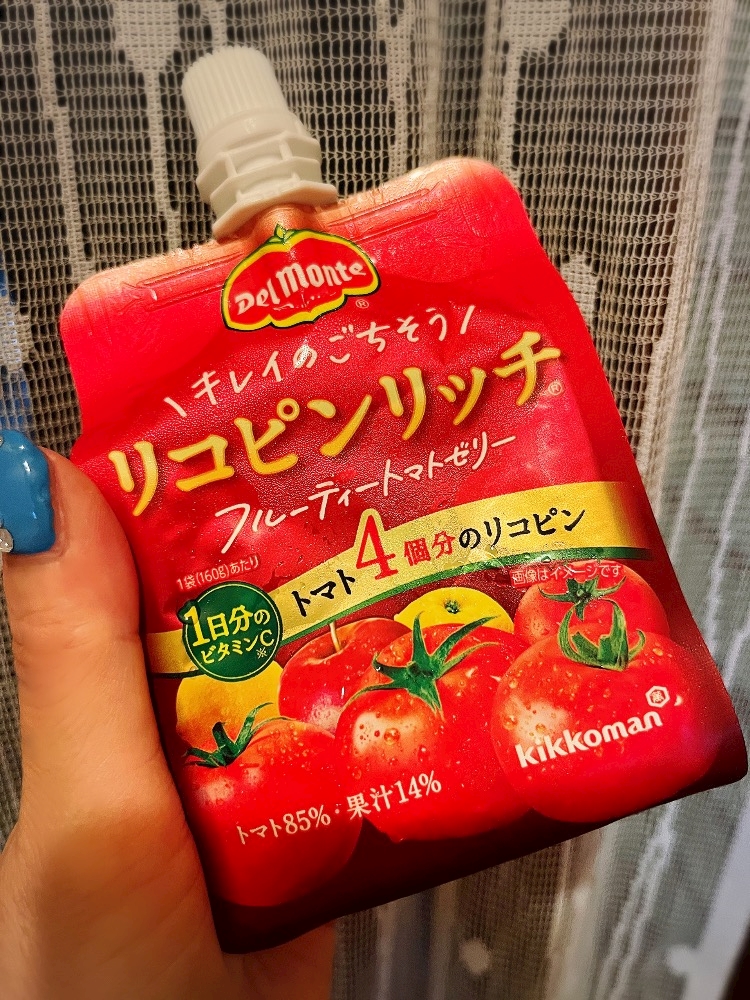 Del Monte®
\キレイのごちそう/
リコピンリッチ®
フルーティートマトゼリー
トマト4個分のリコピン
1袋(160g)あたり
1日分の
ビタミンC
※
画像はイメージです
kikkoman
トマト85%・果汁14%